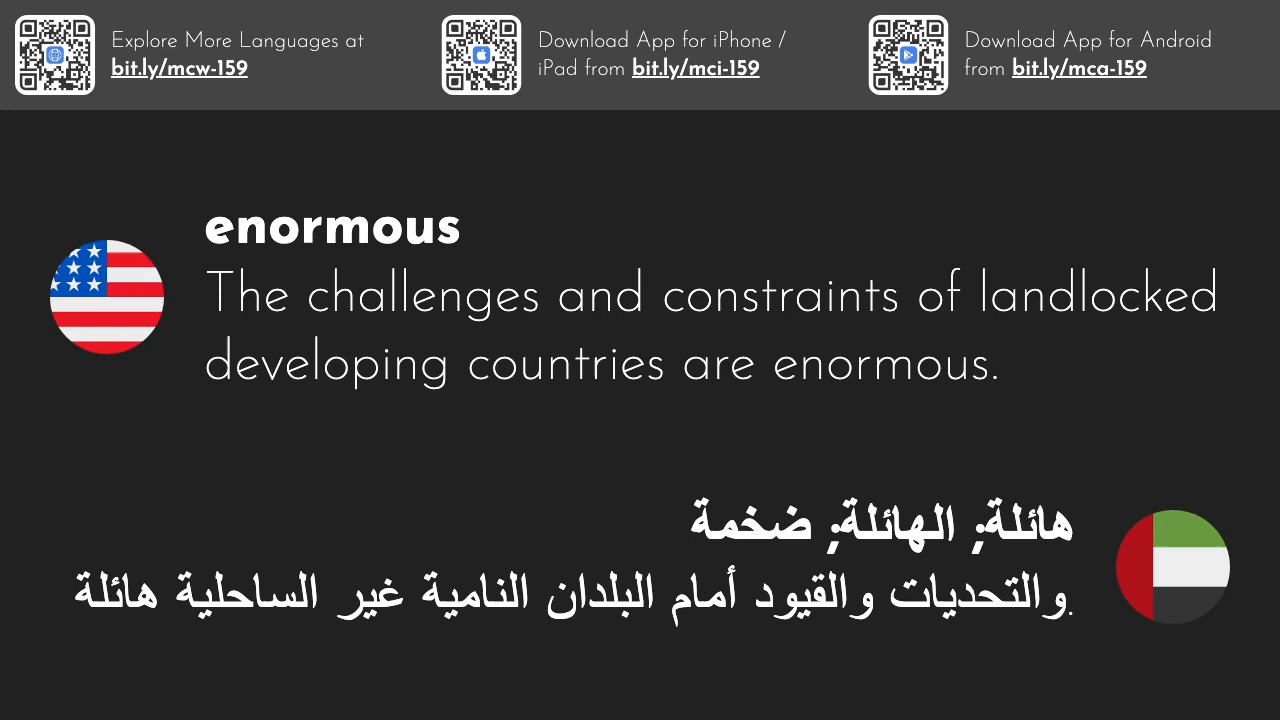 Explore More Languages at
bit.ly/mcw-159
Download App for iPhone /
iPad from bit.ly/mci-159
Download App for Android
from bit.ly/mca-159
enormous
The challenges and constraints of landlocked
developing countries are enormous.
هائلة; الهائلة; ضخمة
والتحديات والقيود أمام البلدان النامية غير الساحلية هائلة.